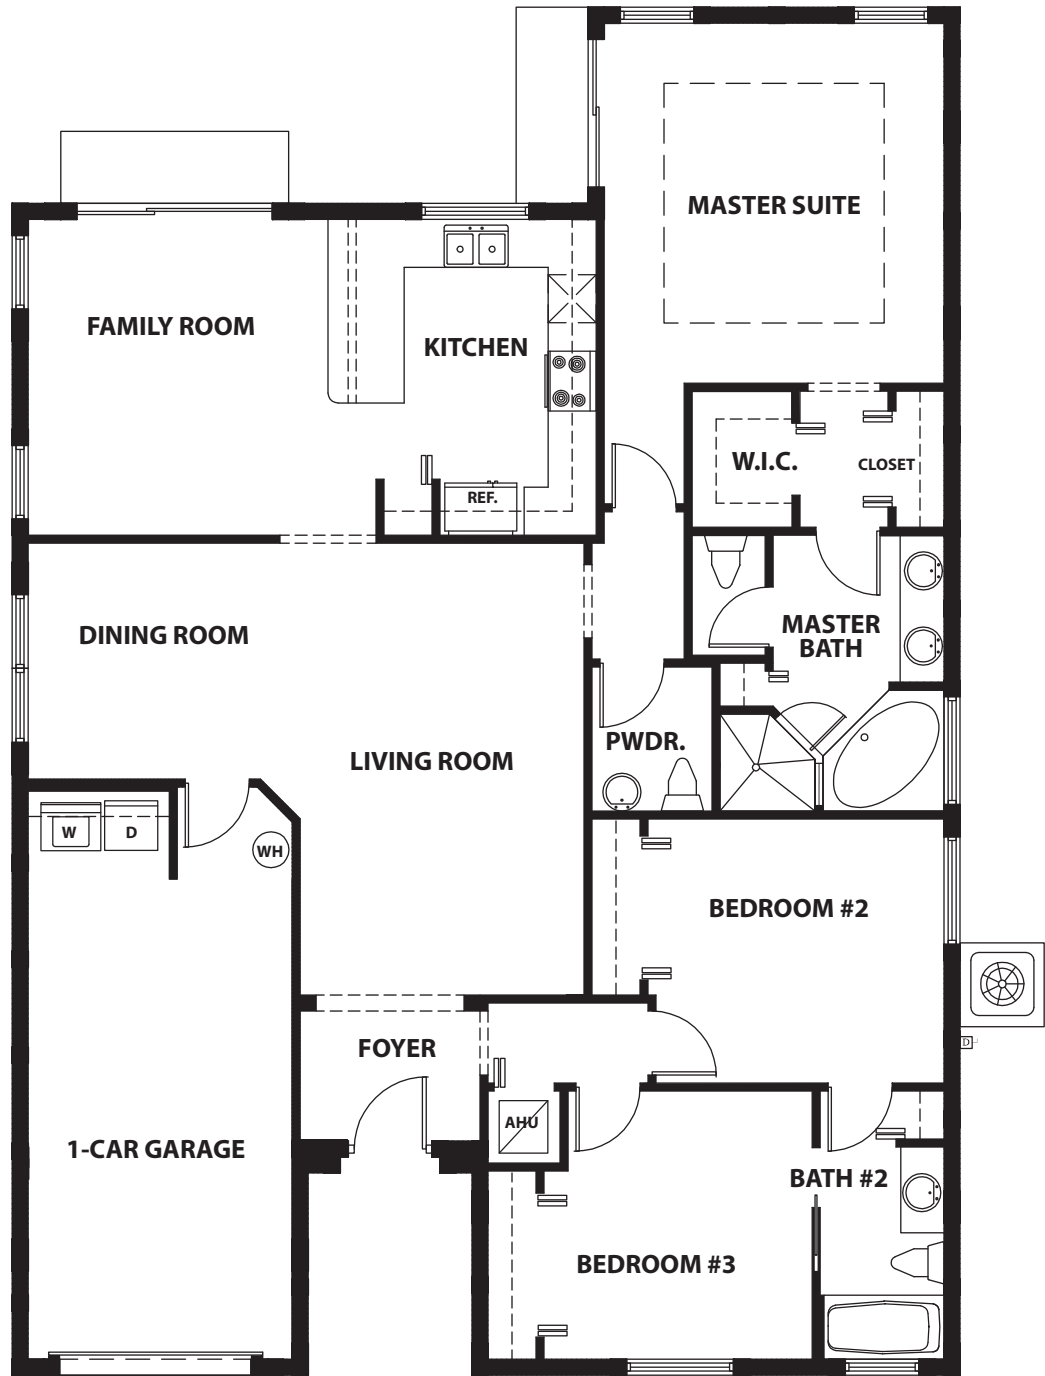 MASTER SUITE
FAMILY ROOM
KITCHEN
W.I.C.
CLOSET
REF.
DINING ROOM
MASTER
BATH
LIVING ROOM
PWDR.
W
D
WH
BEDROOM #2
FOYER
D
AHU
1-CAR GARAGE
BATH #2
BEDROOM #3